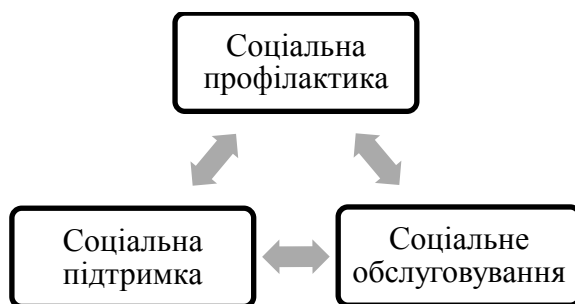 Соціальна
профілактика
Соціальна
підтримка
Соціальне
обслуговування